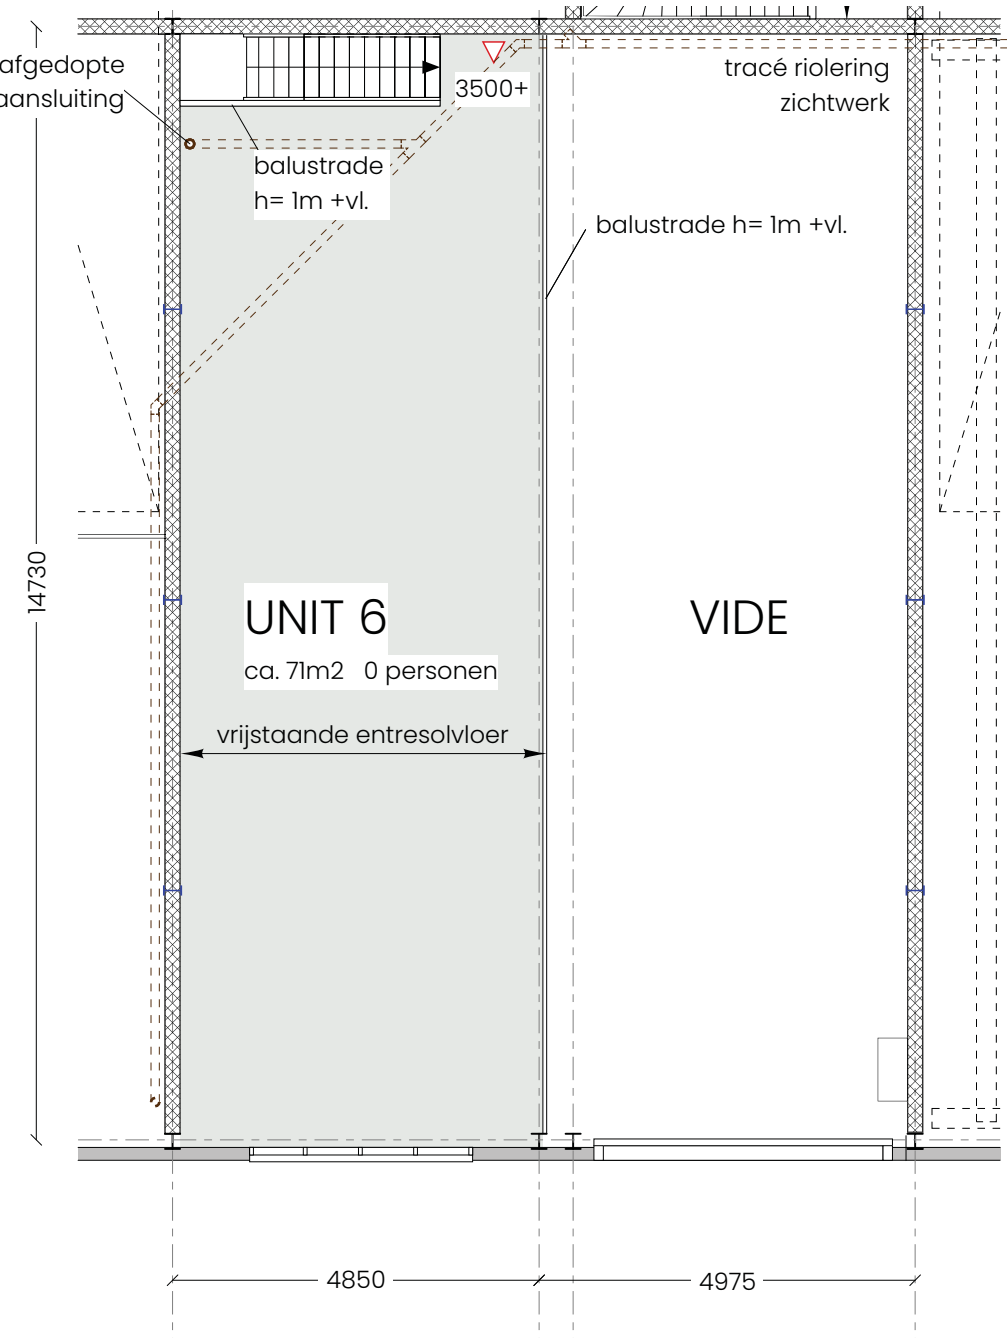 afgedopte
aansluiting
3500+
tracé riolering
zichtwerk
balustrade
h= 1m +vl.
balustrade h= 1m +vl.
14730
UNIT 6
ca. 71m2 0 personen
VIDE
vrijstaande entresolvloer
4850
4975